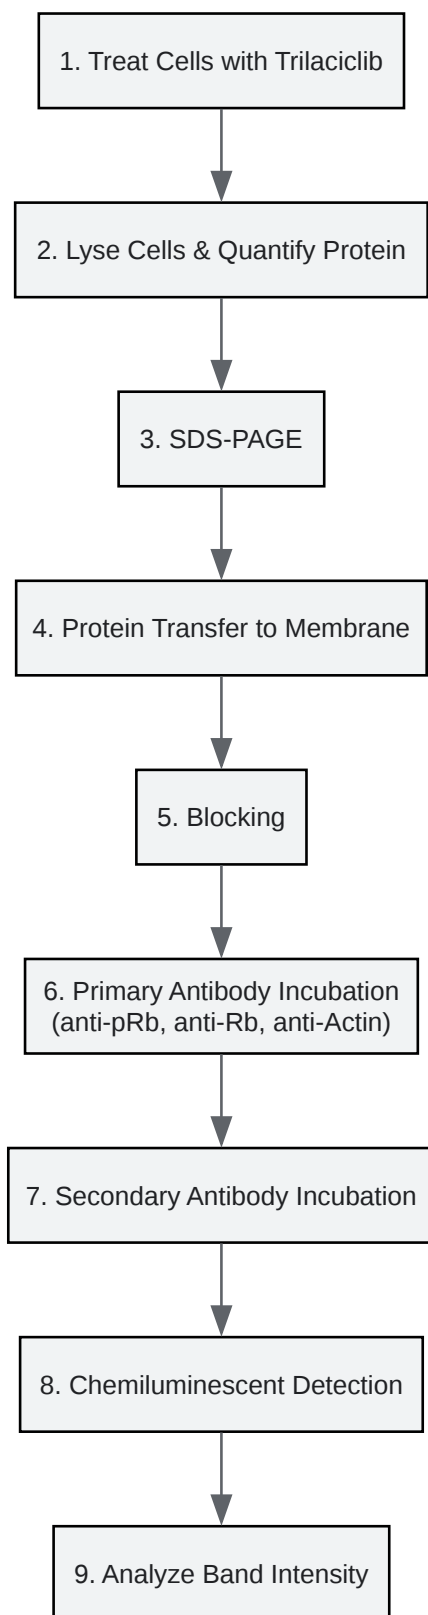 1. Treat Cells with Trilaciclib
2. Lyse Cells & Quantify Protein
3. SDS-PAGE
4. Protein Transfer to Membrane
5. Blocking
6. Primary Antibody Incubation
(anti-pRb, anti-Rb, anti-Actin)
7. Secondary Antibody Incubation
8. Chemiluminescent Detection
9. Analyze Band Intensity